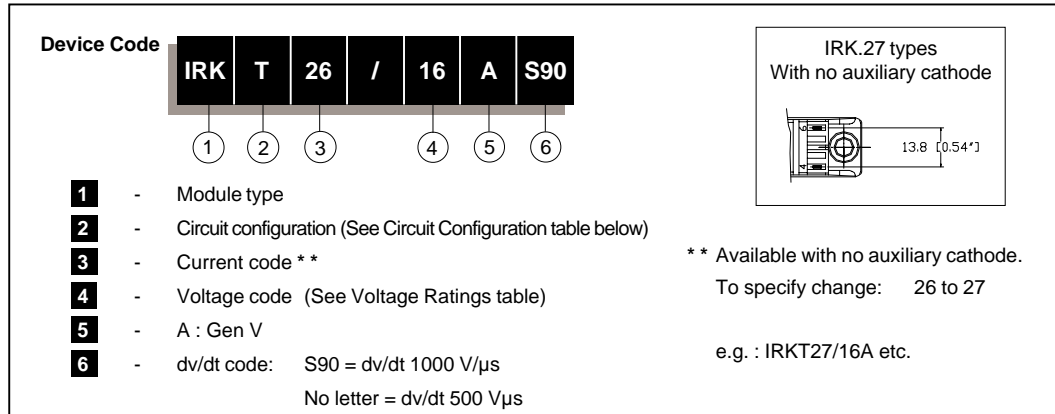 Device Code
IRK T 26 / 16 A S90
1 2 3 4 5 6
1 - Module type
2 - Circuit configuration (See Circuit Configuration table below)
3 - Current code * *
4 - Voltage code (See Voltage Ratings table)
5 - A : Gen V
6 - dv/dt code: S90 = dv/dt 1000 V/µs
No letter = dv/dt 500 Vµs
IRK.27 types
With no auxiliary cathode
6
4
13.8 [0.54"]
* * Available with no auxiliary cathode.
To specify change: 26 to 27
e.g. : IRKT27/16A etc.